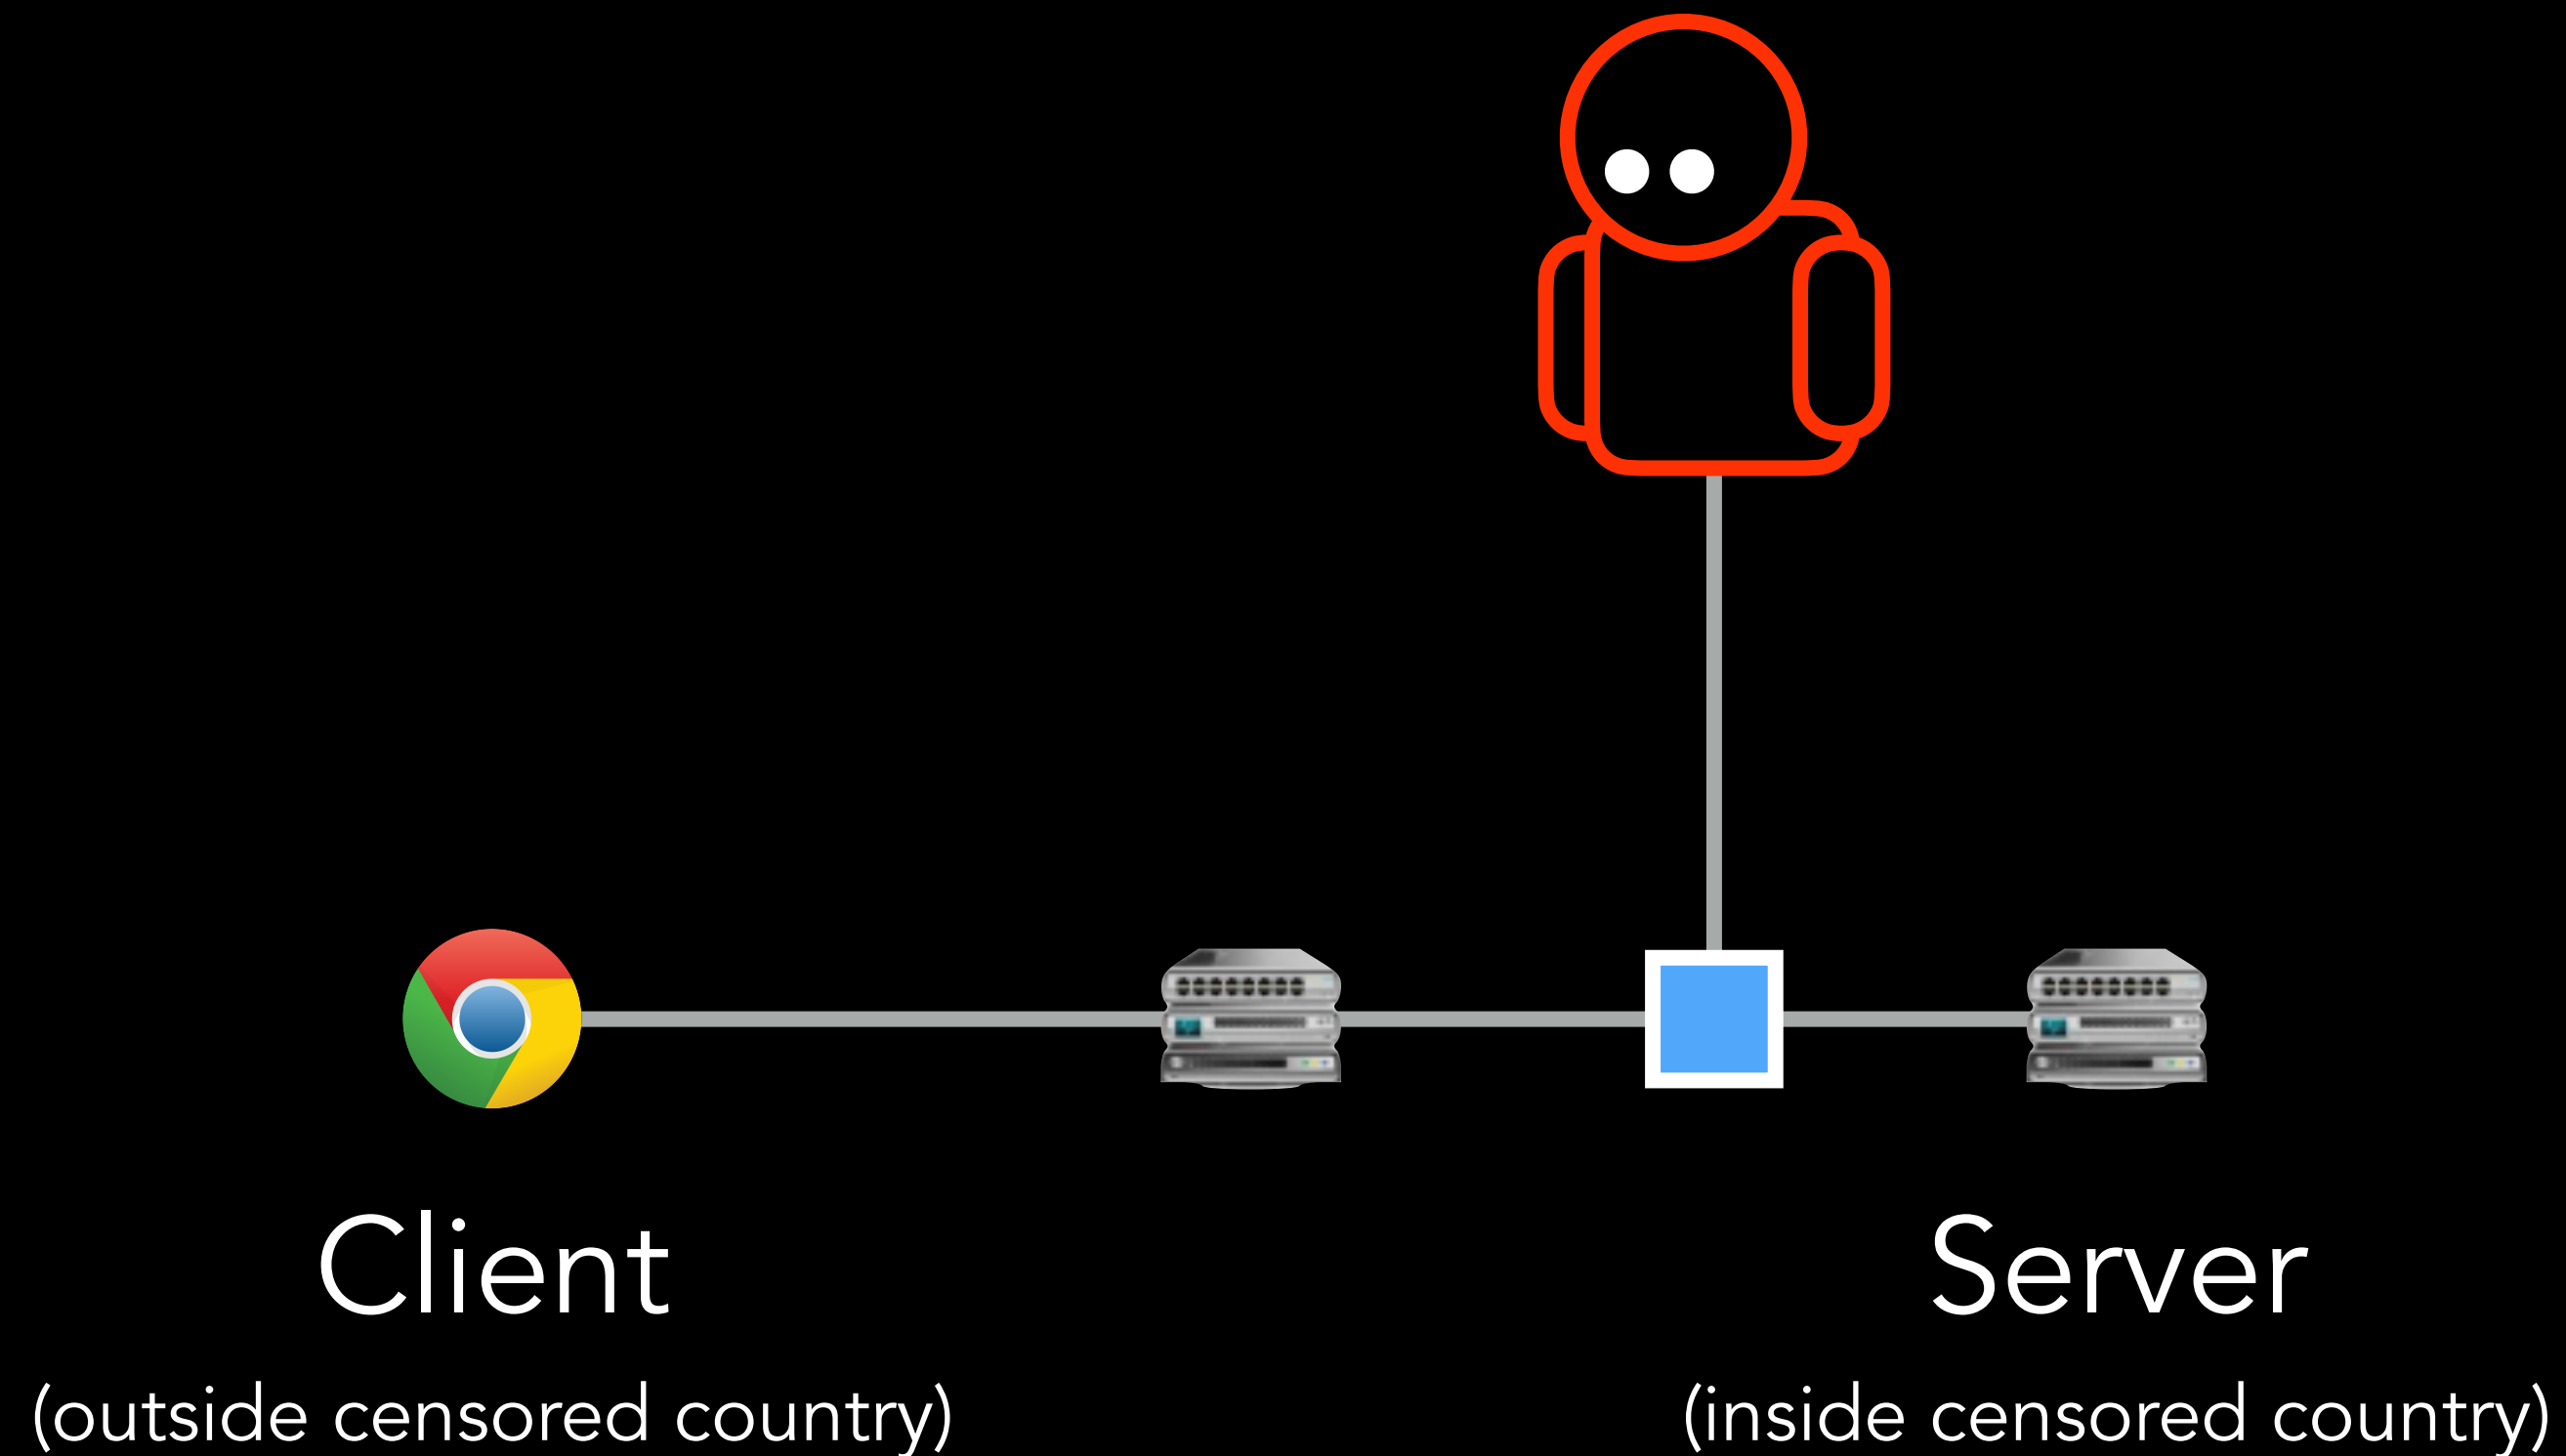 Client
Server
(outside censored country)
(inside censored country)